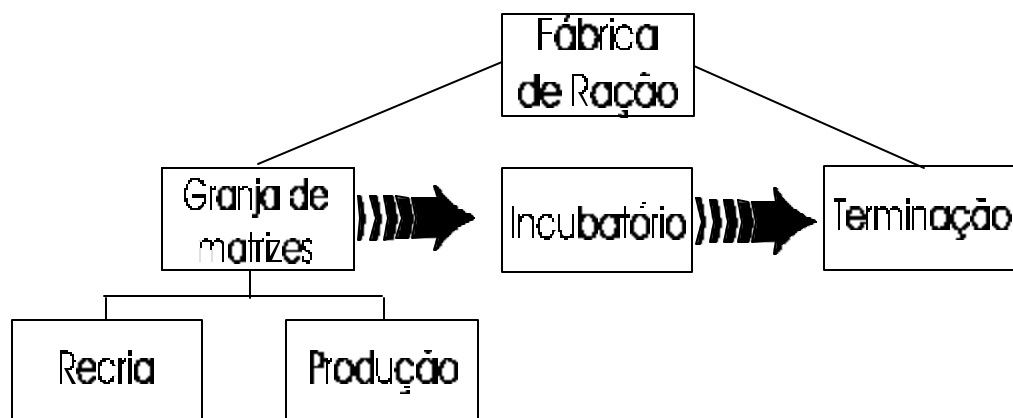 Fábrica
de Ração
Granja de
matrizes
Incubatório
Terminação
Recria
Produção